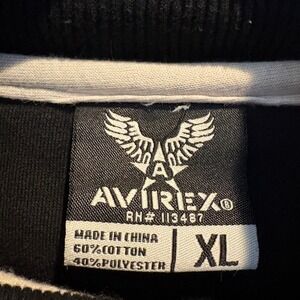 A
AVIREX®
RN# 113487
MADE IN CHINA
60% COTTON
40% POLYESTER
XL